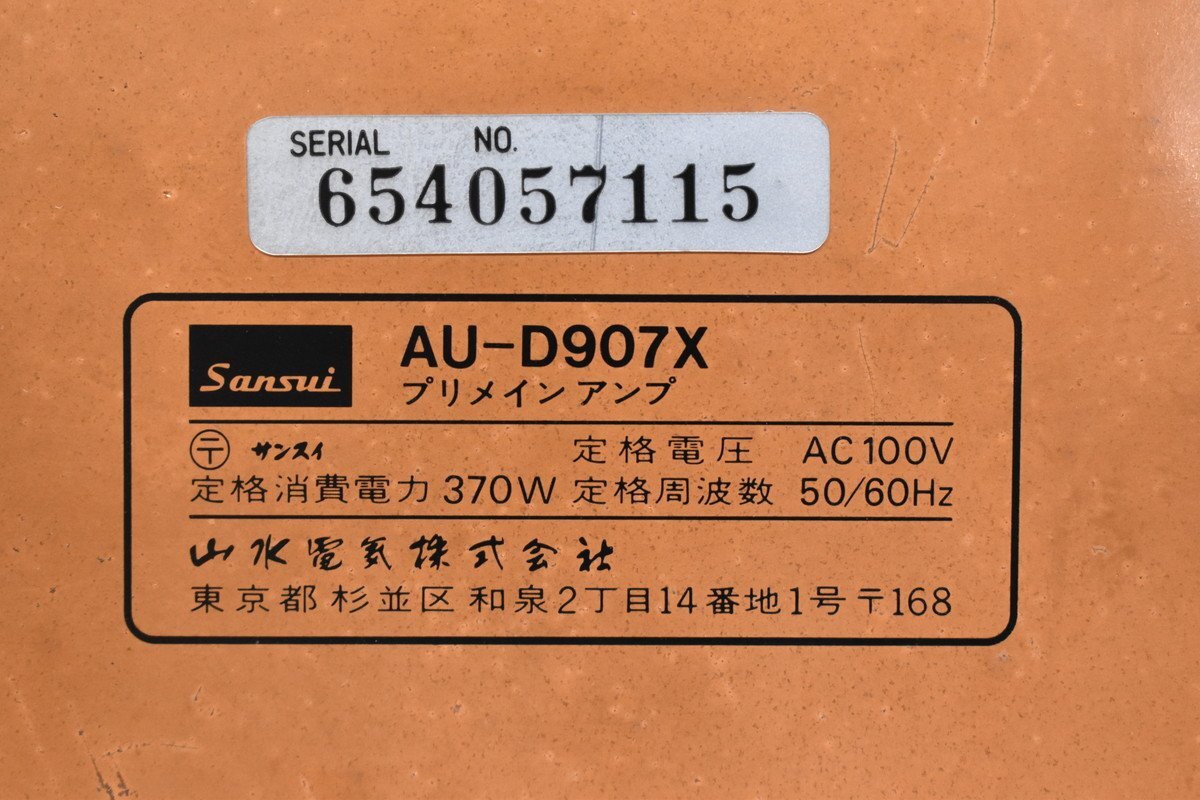 SERIAL NO.
654057115
Sansui
AU-D907X
プリメインアンプ
〒 サンスイ 定格電圧 AC100V
定格消費電力 370W 定格周波数 50/60Hz
山水電気株式会社
東京都杉並区和泉2丁目14番地1号〒168